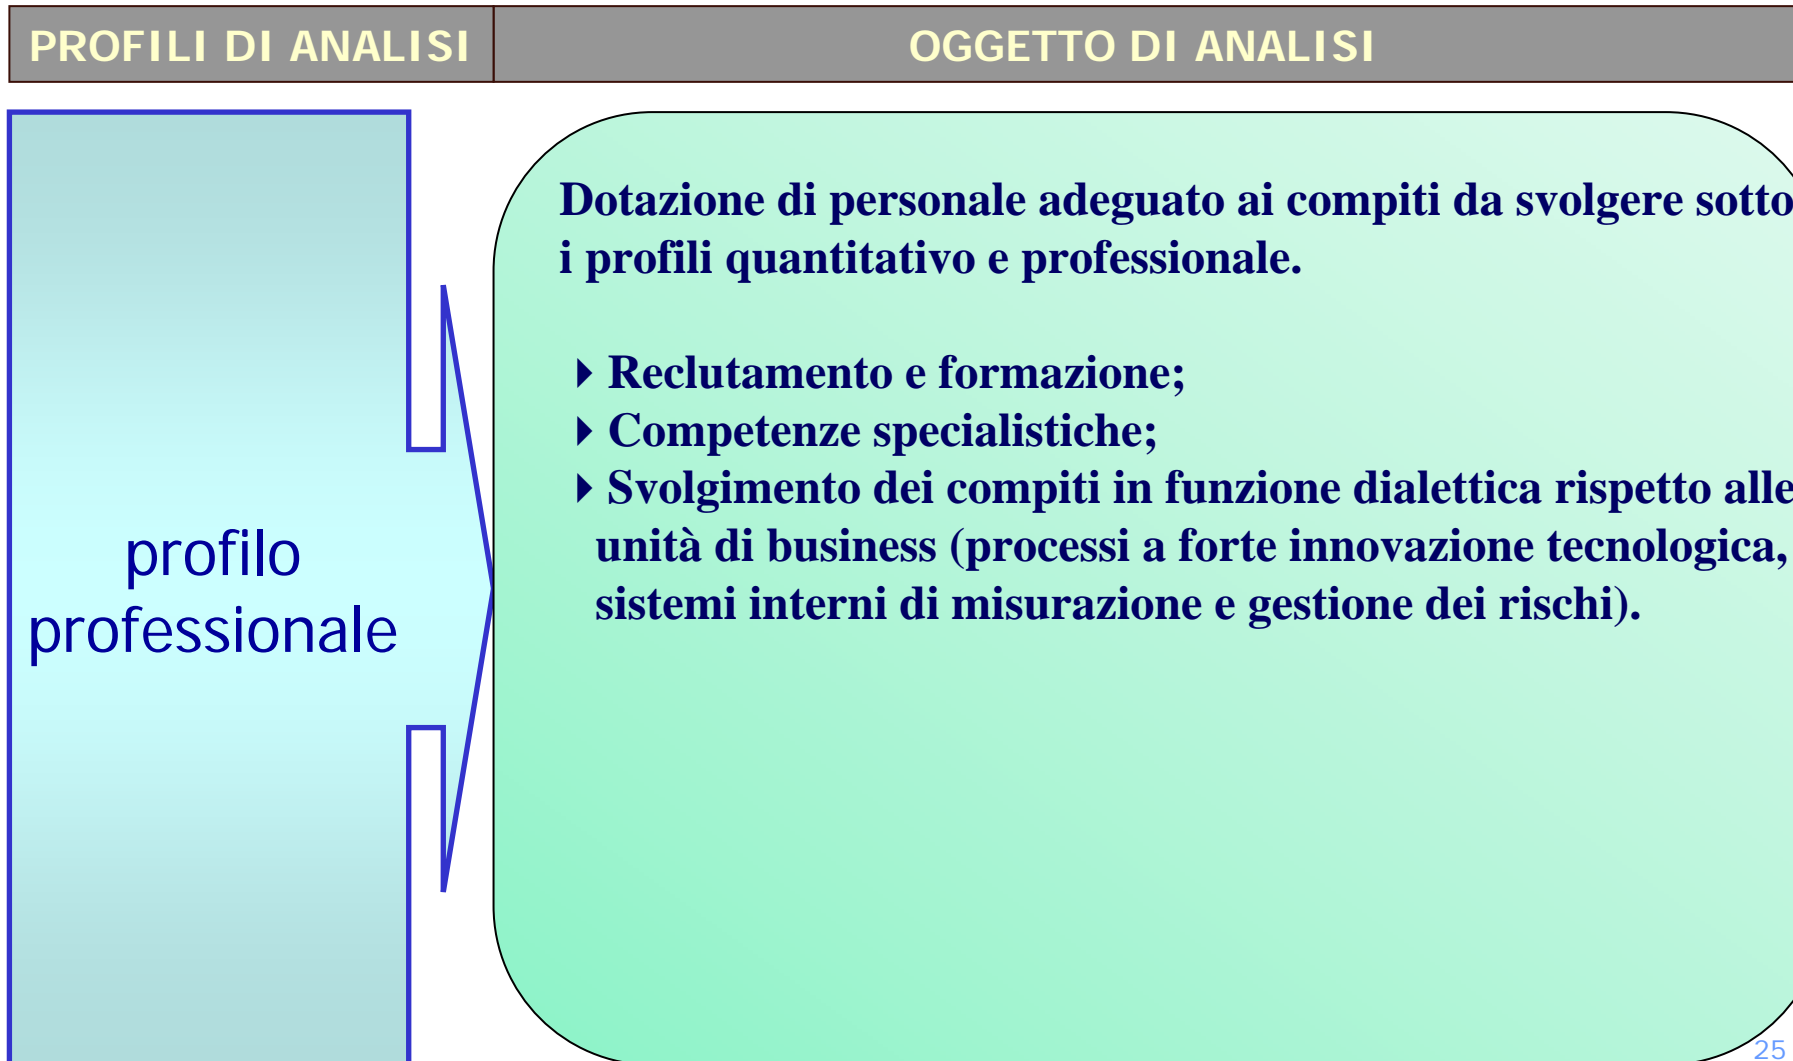 PROFILI DI ANALISI
OGGETTO DI ANALISI
profilo
professionale
Dotazione di personale adeguato ai compiti da svolgere sotto
i profili quantitativo e professionale.
Reclutamento e formazione;
Competenze specialistiche;
Svolgimento dei compiti in funzione dialettica rispetto alle
unità di business (processi a forte innovazione tecnologica,
sistemi interni di misurazione e gestione dei rischi).
25